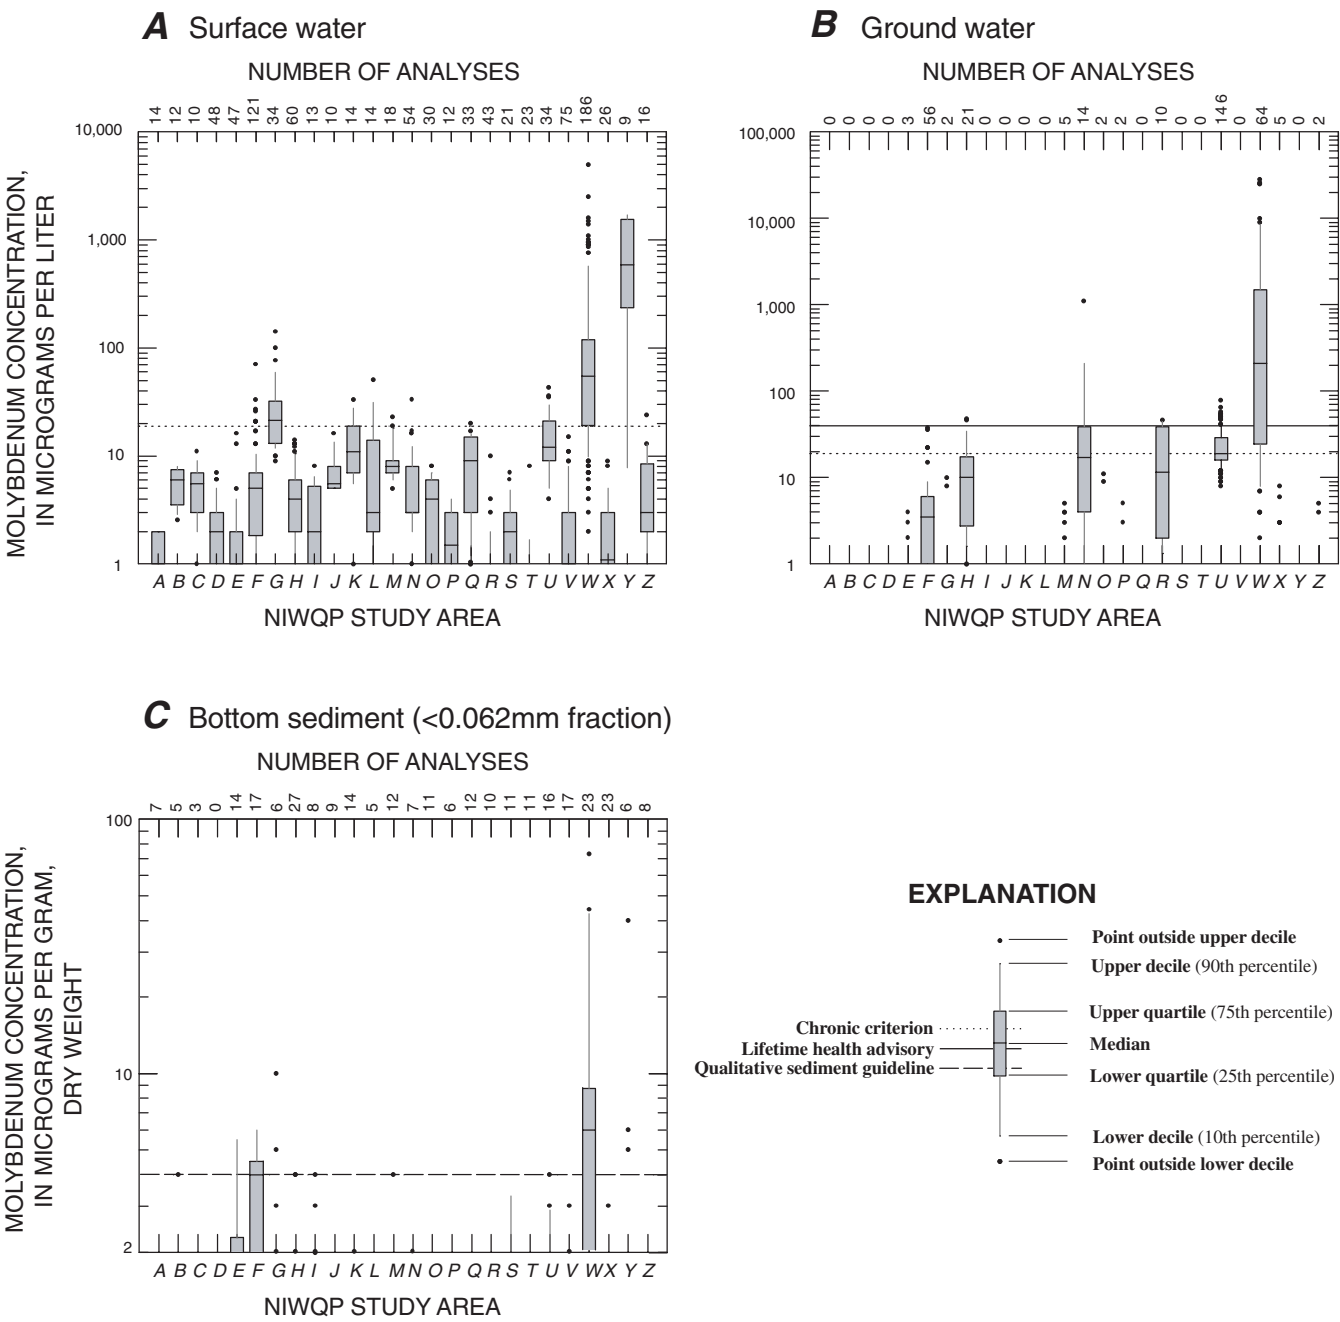 A Surface water
NUMBER OF ANALYSES
14 12 10 48 47 121 34 60 13 10 14 14 18 54 30 12 33 43 21 23 34 75 186 26 9 16
10,000
1,000
100
10
1
MOLYBDENUM CONCENTRATION,
IN MICROGRAMS PER LITER
A B C D E F G H I J K L M N O P Q R S T U V W X Y Z
NIWQP STUDY AREA
B Ground water
NUMBER OF ANALYSES
0 0 0 0 3 56 2 21 0 0 0 0 5 14 2 2 0 10 0 0 146 0 64 5 0 2
100,000
10,000
1,000
100
10
1
A B C D E F G H I J K L M N O P Q R S T U V W X Y Z
NIWQP STUDY AREA
C Bottom sediment (<0.062mm fraction)
NUMBER OF ANALYSES
7 5 3 0 14 17 6 27 8 9 14 5 12 7 11 6 12 10 11 11 16 17 23 23 6 8
100
10
2
MOLYBDENUM CONCENTRATION,
IN MICROGRAMS PER GRAM,
DRY WEIGHT
A B C D E F G H I J K L M N O P Q R S T U V W X Y Z
NIWQP STUDY AREA
EXPLANATION
Point outside upper decile
Upper decile (90th percentile)
Upper quartile (75th percentile)
Chronic criterion
Lifetime health advisory
Median
Qualitative sediment guideline
Lower quartile (25th percentile)
Lower decile (10th percentile)
Point outside lower decile